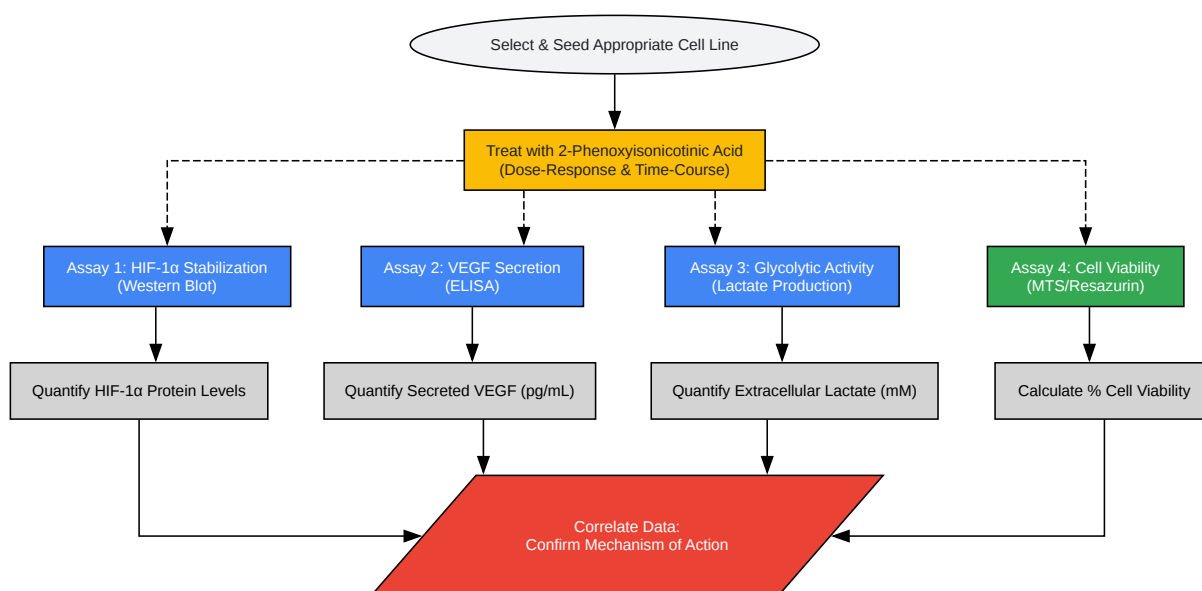 Select & Seed Appropriate Cell Line
Treat with 2-Phenoxyisonicotinic Acid
(Dose-Response & Time-Course)
Assay 1: HIF-1α Stabilization
(Western Blot)
Assay 2: VEGF Secretion
(ELISA)
Assay 3: Glycolytic Activity
(Lactate Production)
Assay 4: Cell Viability
(MTS/Resazurin)
Quantify HIF-1α Protein Levels
Quantify Secreted VEGF (pg/mL)
Quantify Extracellular Lactate (mM)
Calculate % Cell Viability
Correlate Data:
Confirm Mechanism of Action